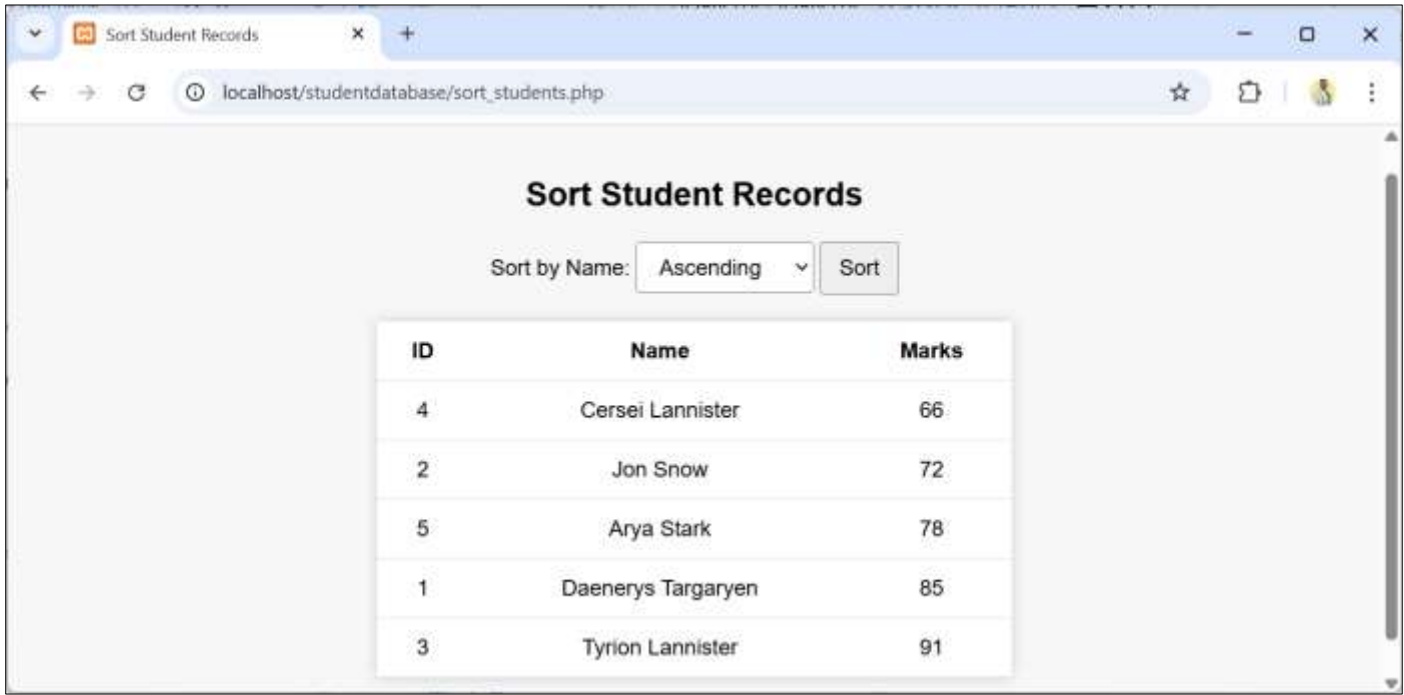 Sort Student Records
localhost/studentdatabase/sort_students.php
Sort Student Records
Sort by Name: Ascending Sort
ID Name Marks
4 Cersei Lannister 66
2 Jon Snow 72
5 Arya Stark 78
1 Daenerys Targaryen 85
3 Tyrion Lannister 91